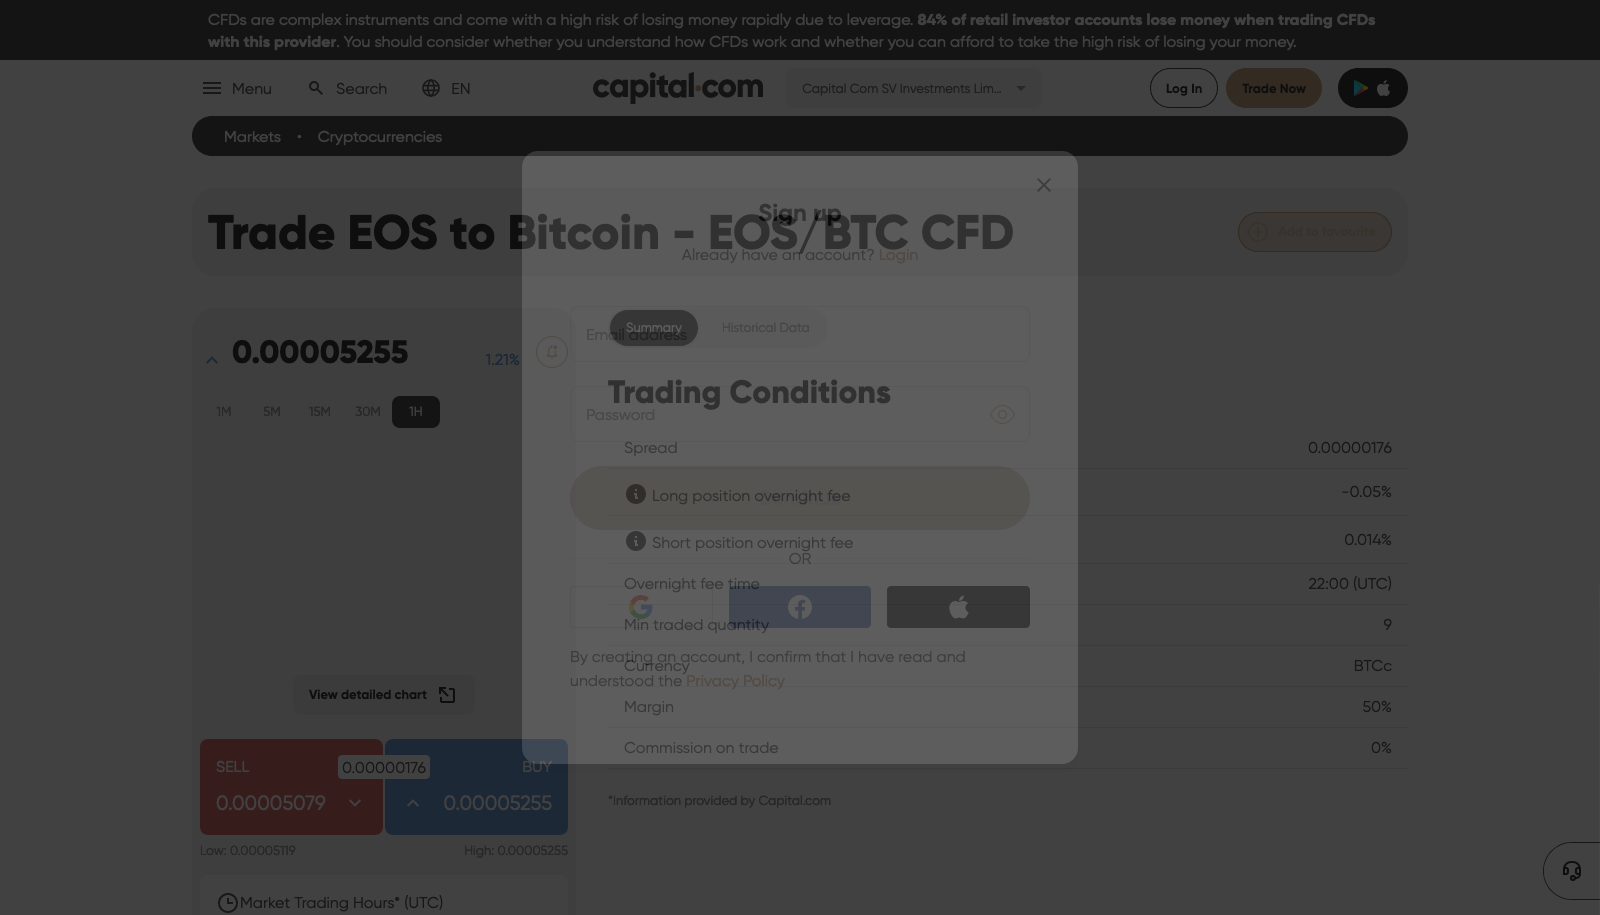 CFDs are complex instruments and come with a high risk of losing money rapidly due to leverage. 84% of retail investor accounts lose money when trading CFDs
with this provider. You should consider whether you understand how CFDs work and whether you can afford to take the high risk of losing your money.
Menu Search EN capital.com Capital Com SV Investments Lim... Log In Trade Now
Markets • Cryptocurrencies
Sign up
Trade EOS to Bitcoin - EOS/BTC CFD
Add to favourite
Already have an account? Login
Summary Historical Data
Email address
0.00005255 1.21%
Trading Conditions
1M 5M 15M 30M 1H
Password
Spread 0.00000176
Long position overnight fee -0.05%
Short position overnight fee 0.014%
OR
Overnight fee time 22:00 (UTC)
Min traded quantity 9
By creating an account, I confirm that I have read and
Currency BTCc
understood the Privacy Policy
View detailed chart
Margin 50%
Commission on trade 0%
SELL 0.00000176 BUY
0.00005079 0.00005255
*Information provided by Capital.com
Low: 0.00005119 High: 0.00005255
Market Trading Hours* (UTC)